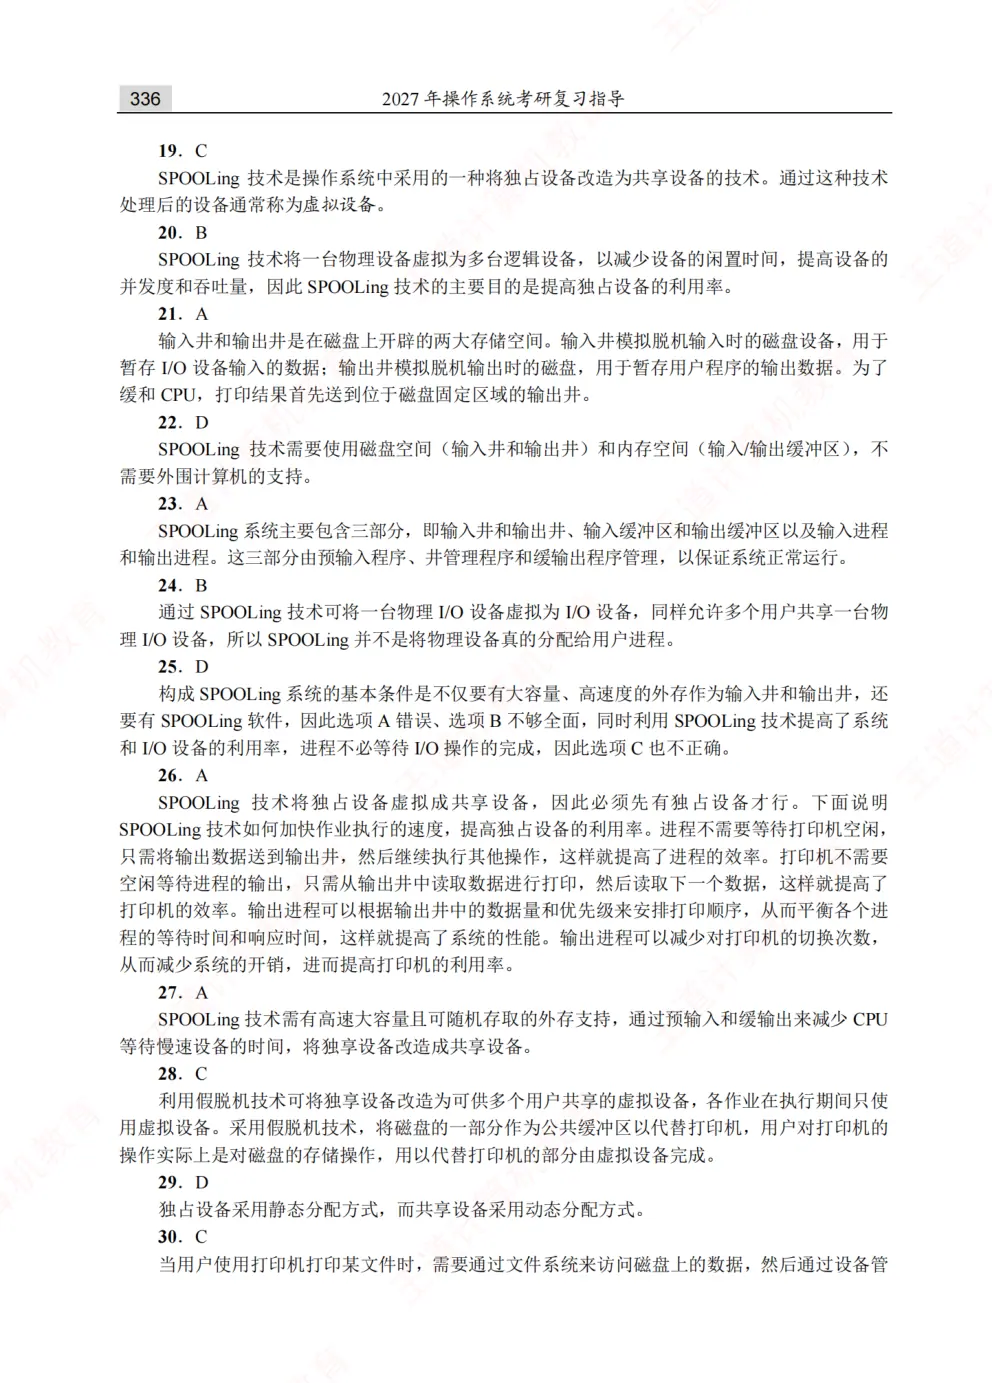 336
2027 年操作系统考研复习指导
19．C
SPOOLing 技术是操作系统中采用的一种将独占设备改造为共享设备的技术。通过这种技术
处理后的设备通常称为虚拟设备。
20．B
SPOOLing 技术将一台物理设备虚拟为多台逻辑设备，以减少设备的闲置时间，提高设备的
并发度和吞吐量，因此 SPOOLing 技术的主要目的是提高独占设备的利用率。
21．A
输入井和输出井是在磁盘上开辟的两大存储空间。输入井模拟脱机输入时的磁盘设备，用于
暂存 I/O 设备输入的数据；输出井模拟脱机输出时的磁盘，用于暂存用户程序的输出数据。为了
缓和 CPU，打印结果首先送到位于磁盘固定区域的输出井。
22．D
SPOOLing 技术需要使用磁盘空间（输入井和输出井）和内存空间（输入/输出缓冲区），不
需要外围计算机的支持。
23．A
SPOOLing 系统主要包含三部分，即输入井和输出井、输入缓冲区和输出缓冲区以及输入进程
和输出进程。这三部分由预输入程序、井管理程序和缓输出程序管理，以保证系统正常运行。
24．B
通过 SPOOLing 技术可将一台物理 I/O 设备虚拟为 I/O 设备，同样允许多个用户共享一台物
理 I/O 设备，所以 SPOOLing 并不是将物理设备真的分配给用户进程。
25．D
构成 SPOOLing 系统的基本条件是不仅要有大容量、高速度的外存作为输入井和输出井，还
要有 SPOOLing 软件，因此选项 A 错误、选项 B 不够全面，同时利用 SPOOLing 技术提高了系统
和 I/O 设备的利用率，进程不必等待 I/O 操作的完成，因此选项 C 也不正确。
26．A
SPOOLing 技术将独占设备虚拟成共享设备，因此必须先有独占设备才行。下面说明
SPOOLing 技术如何加快作业执行的速度，提高独占设备的利用率。进程不需要等待打印机空闲，
只需将输出数据送到输出井，然后继续执行其他操作，这样就提高了进程的效率。打印机不需要
空闲等待进程的输出，只需从输出井中读取数据进行打印，然后读取下一个数据，这样就提高了
打印机的效率。输出进程可以根据输出井中的数据量和优先级来安排打印顺序，从而平衡各个进
程的等待时间和响应时间，这样就提高了系统的性能。输出进程可以减少对打印机的切换次数，
从而减少系统的开销，进而提高打印机的利用率。
27．A
SPOOLing 技术需有高速大容量且可随机存取的外存支持，通过预输入和缓输出来减少 CPU
等待慢速设备的时间，将独享设备改造成共享设备。
28．C
利用假脱机技术可将独享设备改造为可供多个用户共享的虚拟设备，各作业在执行期间只使
用虚拟设备。采用假脱机技术，将磁盘的一部分作为公共缓冲区以代替打印机，用户对打印机的
操作实际上是对磁盘的存储操作，用以代替打印机的部分由虚拟设备完成。
29．D
独占设备采用静态分配方式，而共享设备采用动态分配方式。
30．C
当用户使用打印机打印某文件时，需要通过文件系统来访问磁盘上的数据，然后通过设备管